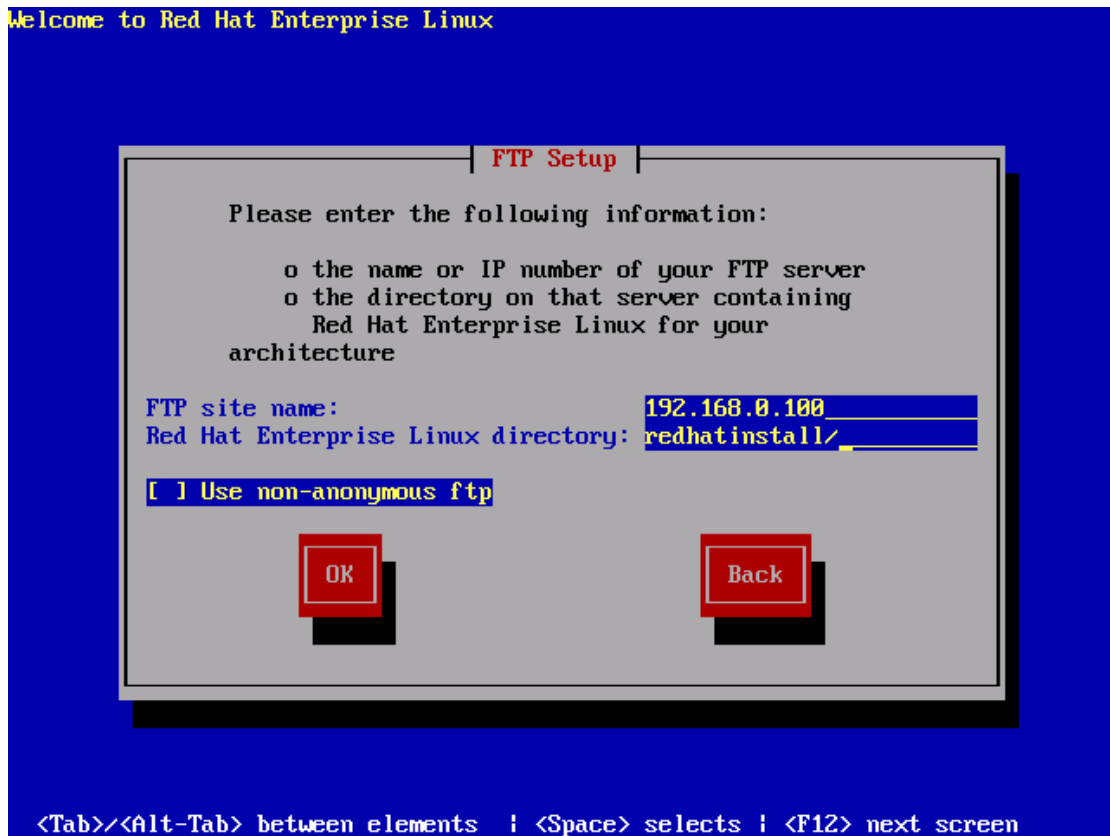 Welcome to Red Hat Enterprise Linux
FTP Setup
Please enter the following information:
o the name or IP number of your FTP server
o the directory on that server containing
Red Hat Enterprise Linux for your
architecture
FTP site name: 192.168.0.100
Red Hat Enterprise Linux directory: redhatinstall/
[ ] Use non-anonymous ftp
OK Back
<Tab>/<Alt-Tab> between elements | <Space> selects | <F12> next screen